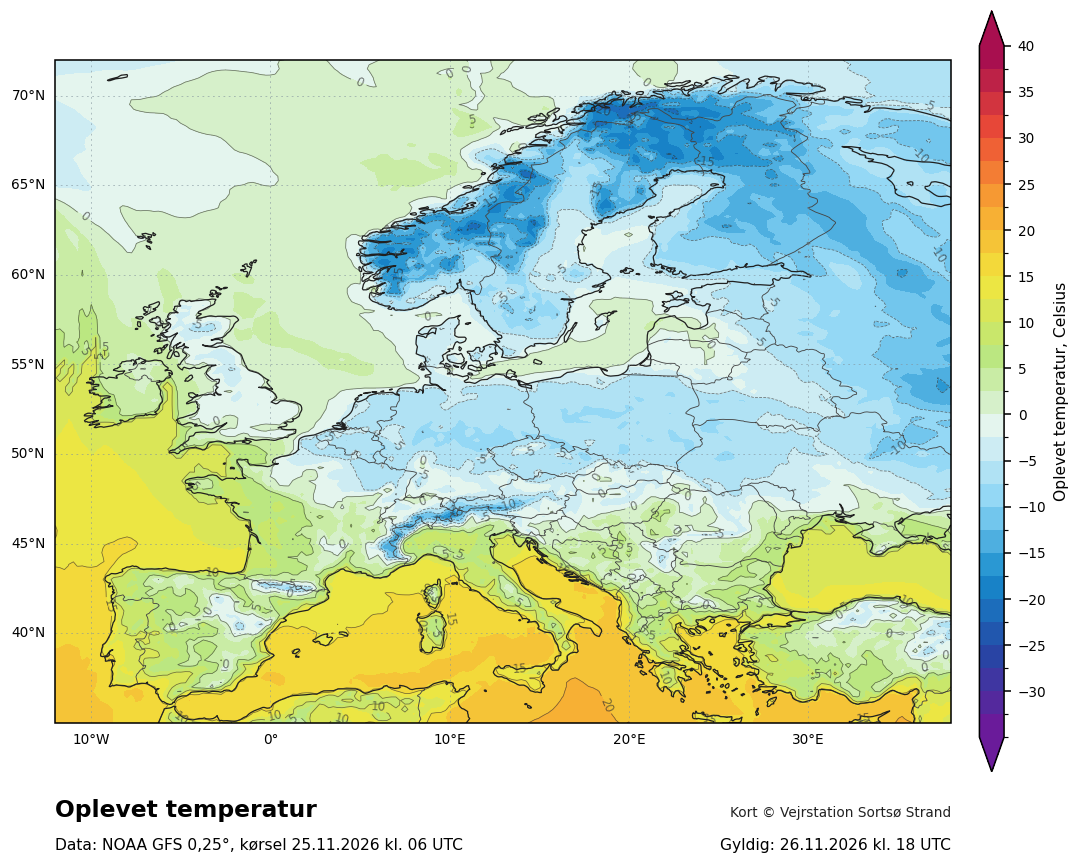 70°N
65°N
60°N
55°N
50°N
45°N
40°N
10°W
0°
10°E
20°E
30°E
40
35
30
25
20
15
10
5
0
−5
−10
−15
−20
−25
−30
Oplevet temperatur, Celsius
Oplevet temperatur
Kort © Vejrstation Sortsø Strand
Data: NOAA GFS 0,25°, kørsel 25.11.2026 kl. 06 UTC
Gyldig: 26.11.2026 kl. 18 UTC